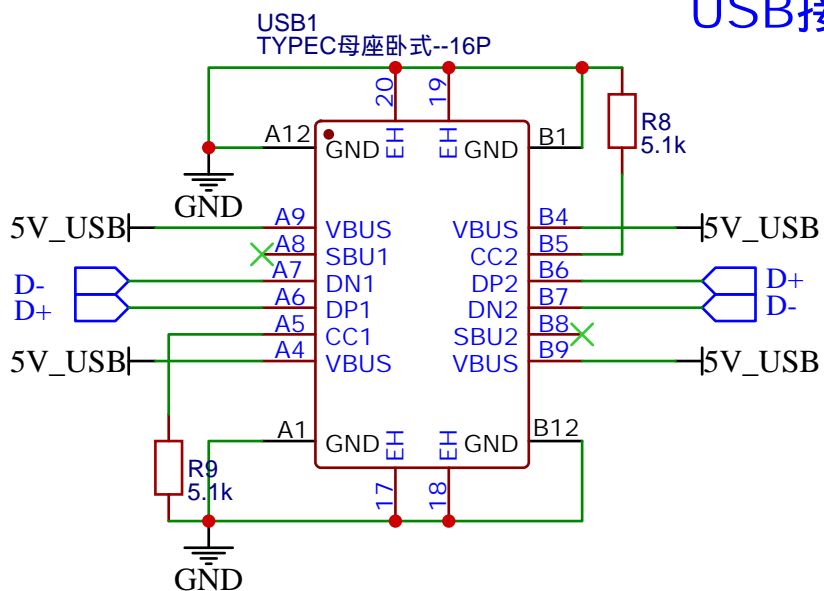 USB接
USB1
TYPEC母座卧式--16P
20
19
A12
GND
EH
EH
GND
B1
R8
5.1k
GND
5V_USB
A9
VBUS
VBUS
B4
5V_USB
A8
SBU1
CC2
B5
D-
A7
DN1
DP2
B6
D+
D+
A6
DP1
DN2
B7
D-
A5
CC1
SBU2
B8
5V_USB
A4
VBUS
VBUS
B9
5V_USB
A1
GND
EH
EH
GND
B12
R9
5.1k
17
18
GND